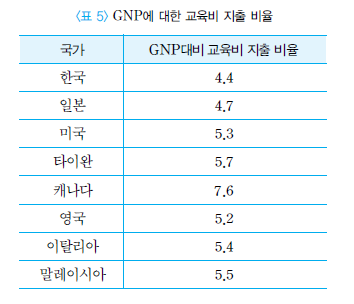 〈표 5〉 GNP에 대한 교육비 지출 비율
국가 GNP대비 교육비 지출 비율
한국 4.4
일본 4.7
미국 5.3
타이완 5.7
캐나다 7.6
영국 5.2
이탈리아 5.4
말레이시아 5.5